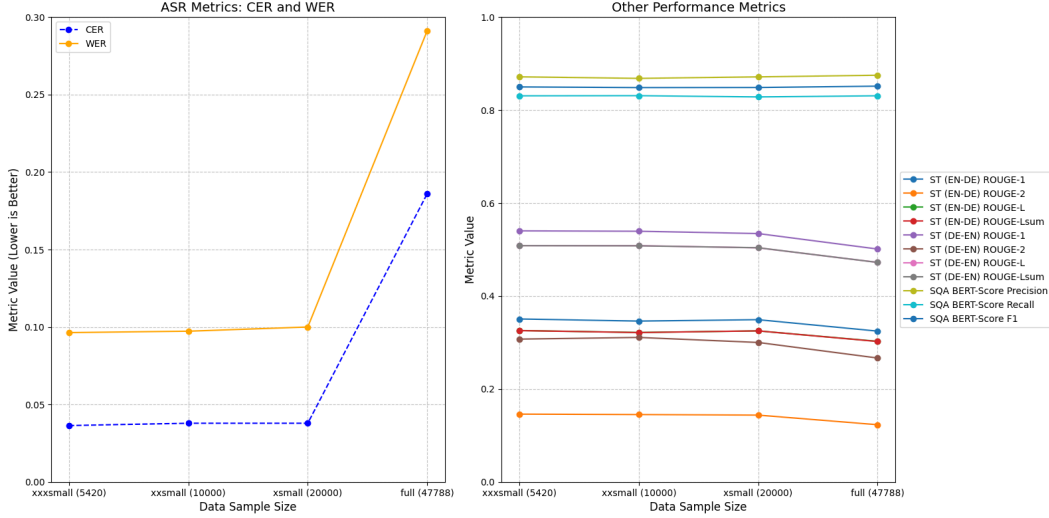 ASR Metrics: CER and WER
Metric Value (Lower is Better)
0.30
0.25
0.20
0.15
0.10
0.05
0.00
CER
WER
xxxsmall (5420)
xxsmall (10000)
xsmall (20000)
full (47788)
Data Sample Size
Other Performance Metrics
Metric Value
1.0
0.8
0.6
0.4
0.2
0.0
xxxsmall (5420)
xxsmall (10000)
xsmall (20000)
full (47788)
Data Sample Size
ST (EN-DE) ROUGE-1
ST (EN-DE) ROUGE-2
ST (EN-DE) ROUGE-L
ST (EN-DE) ROUGE-Lsum
ST (DE-EN) ROUGE-1
ST (DE-EN) ROUGE-2
ST (DE-EN) ROUGE-L
ST (DE-EN) ROUGE-Lsum
SQA BERT-Score Precision
SQA BERT-Score Recall
SQA BERT-Score F1